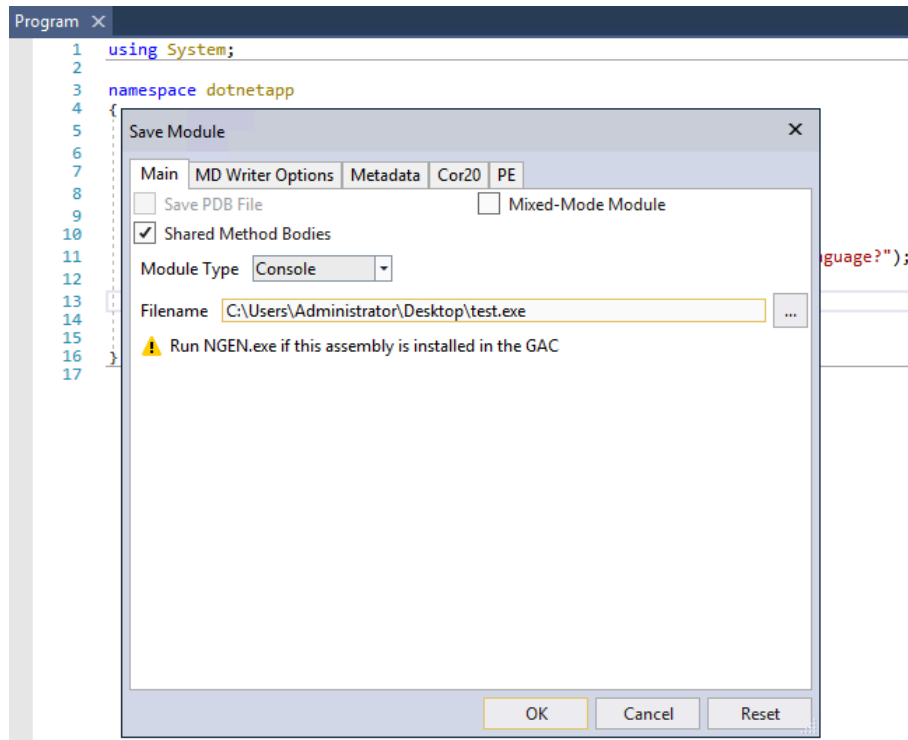 Program
1 using System;
2
3 namespace dotnetapp
4 {
5
6
7
8
9
10
11 iguage?");
12
13
14
15
16 }
17
Save Module
Main MD Writer Options Metadata Cor20 PE
Save PDB File Mixed-Mode Module
Shared Method Bodies
Module Type Console
Filename C:\Users\Administrator\Desktop\test.exe ...
Run NGEN.exe if this assembly is installed in the GAC
OK Cancel Reset